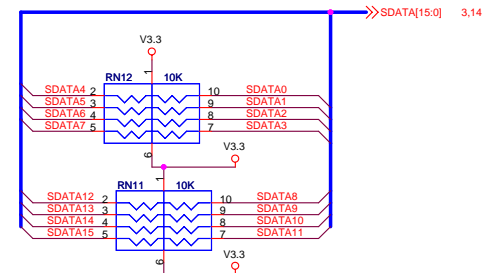 SDATA[15:0] 3,14
V3.3
1
RN12 10K
SDATA4 2 10 SDATA0
SDATA5 3 9 SDATA1
SDATA6 4 8 SDATA2
SDATA7 5 7 SDATA3
6
V3.3
1
RN11 10K
SDATA12 2 10 SDATA8
SDATA13 3 9 SDATA9
SDATA14 4 8 SDATA10
SDATA15 5 7 SDATA11
V3.3
6